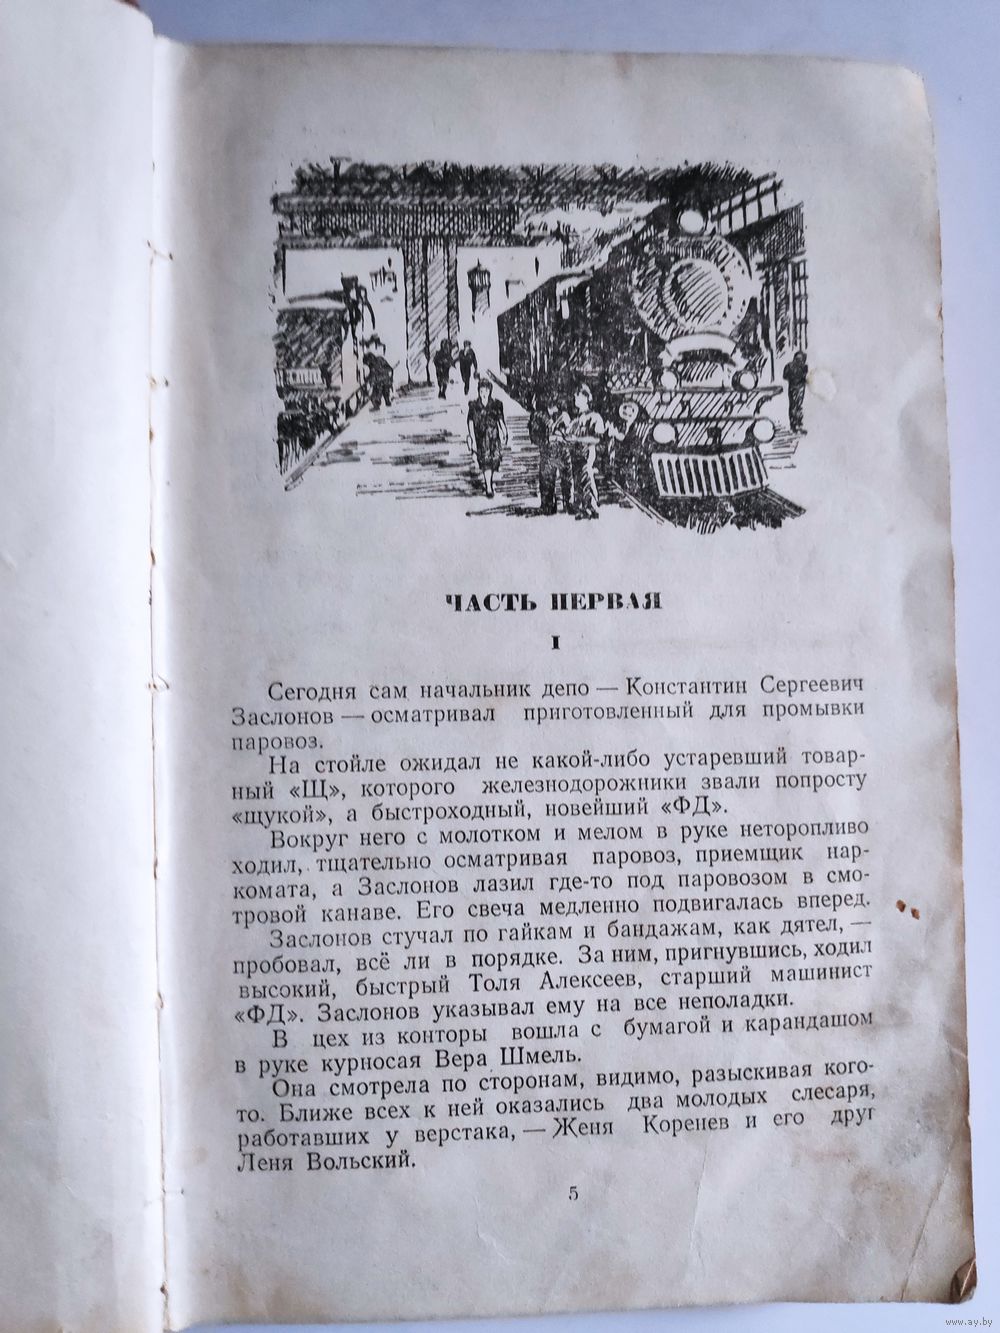 ЧАСТЬ ПЕРВАЯ
I
Сегодня сам начальник депо — Константин Сергеевич
Заслонов — осматривал приготовленный для промывки
паровоз.
На стойле ожидал не какой-либо устаревший товар-
ный «Щ», которого железнодорожники звали попросту
«щукой», а быстроходный, новейший «ФД».
Вокруг него с молотком и мелом в руке неторопливо
ходил, тщательно осматривая паровоз, приемщик нар-
комата, а Заслонов лазил где-то под паровозом в смо-
тровой канаве. Его свеча медленно подвигалась вперед.
Заслонов стучал по гайкам и бандажам, как дятел, —
пробовал, всё ли в порядке. За ним, пригнувшись, ходил
высокий, быстрый Толя Алексеев, старший машинист
«ФД». Заслонов указывал ему на все неполадки.
В цех из конторы вошла с бумагой и карандашом
в руке курносая Вера Шмель.
Она смотрела по сторонам, видимо, разыскивая кого-
то. Ближе всех к ней оказались два молодых слесаря,
работавших у верстака, — Женя Коренев и его друг
Леня Вольский.
5
www.ay.by